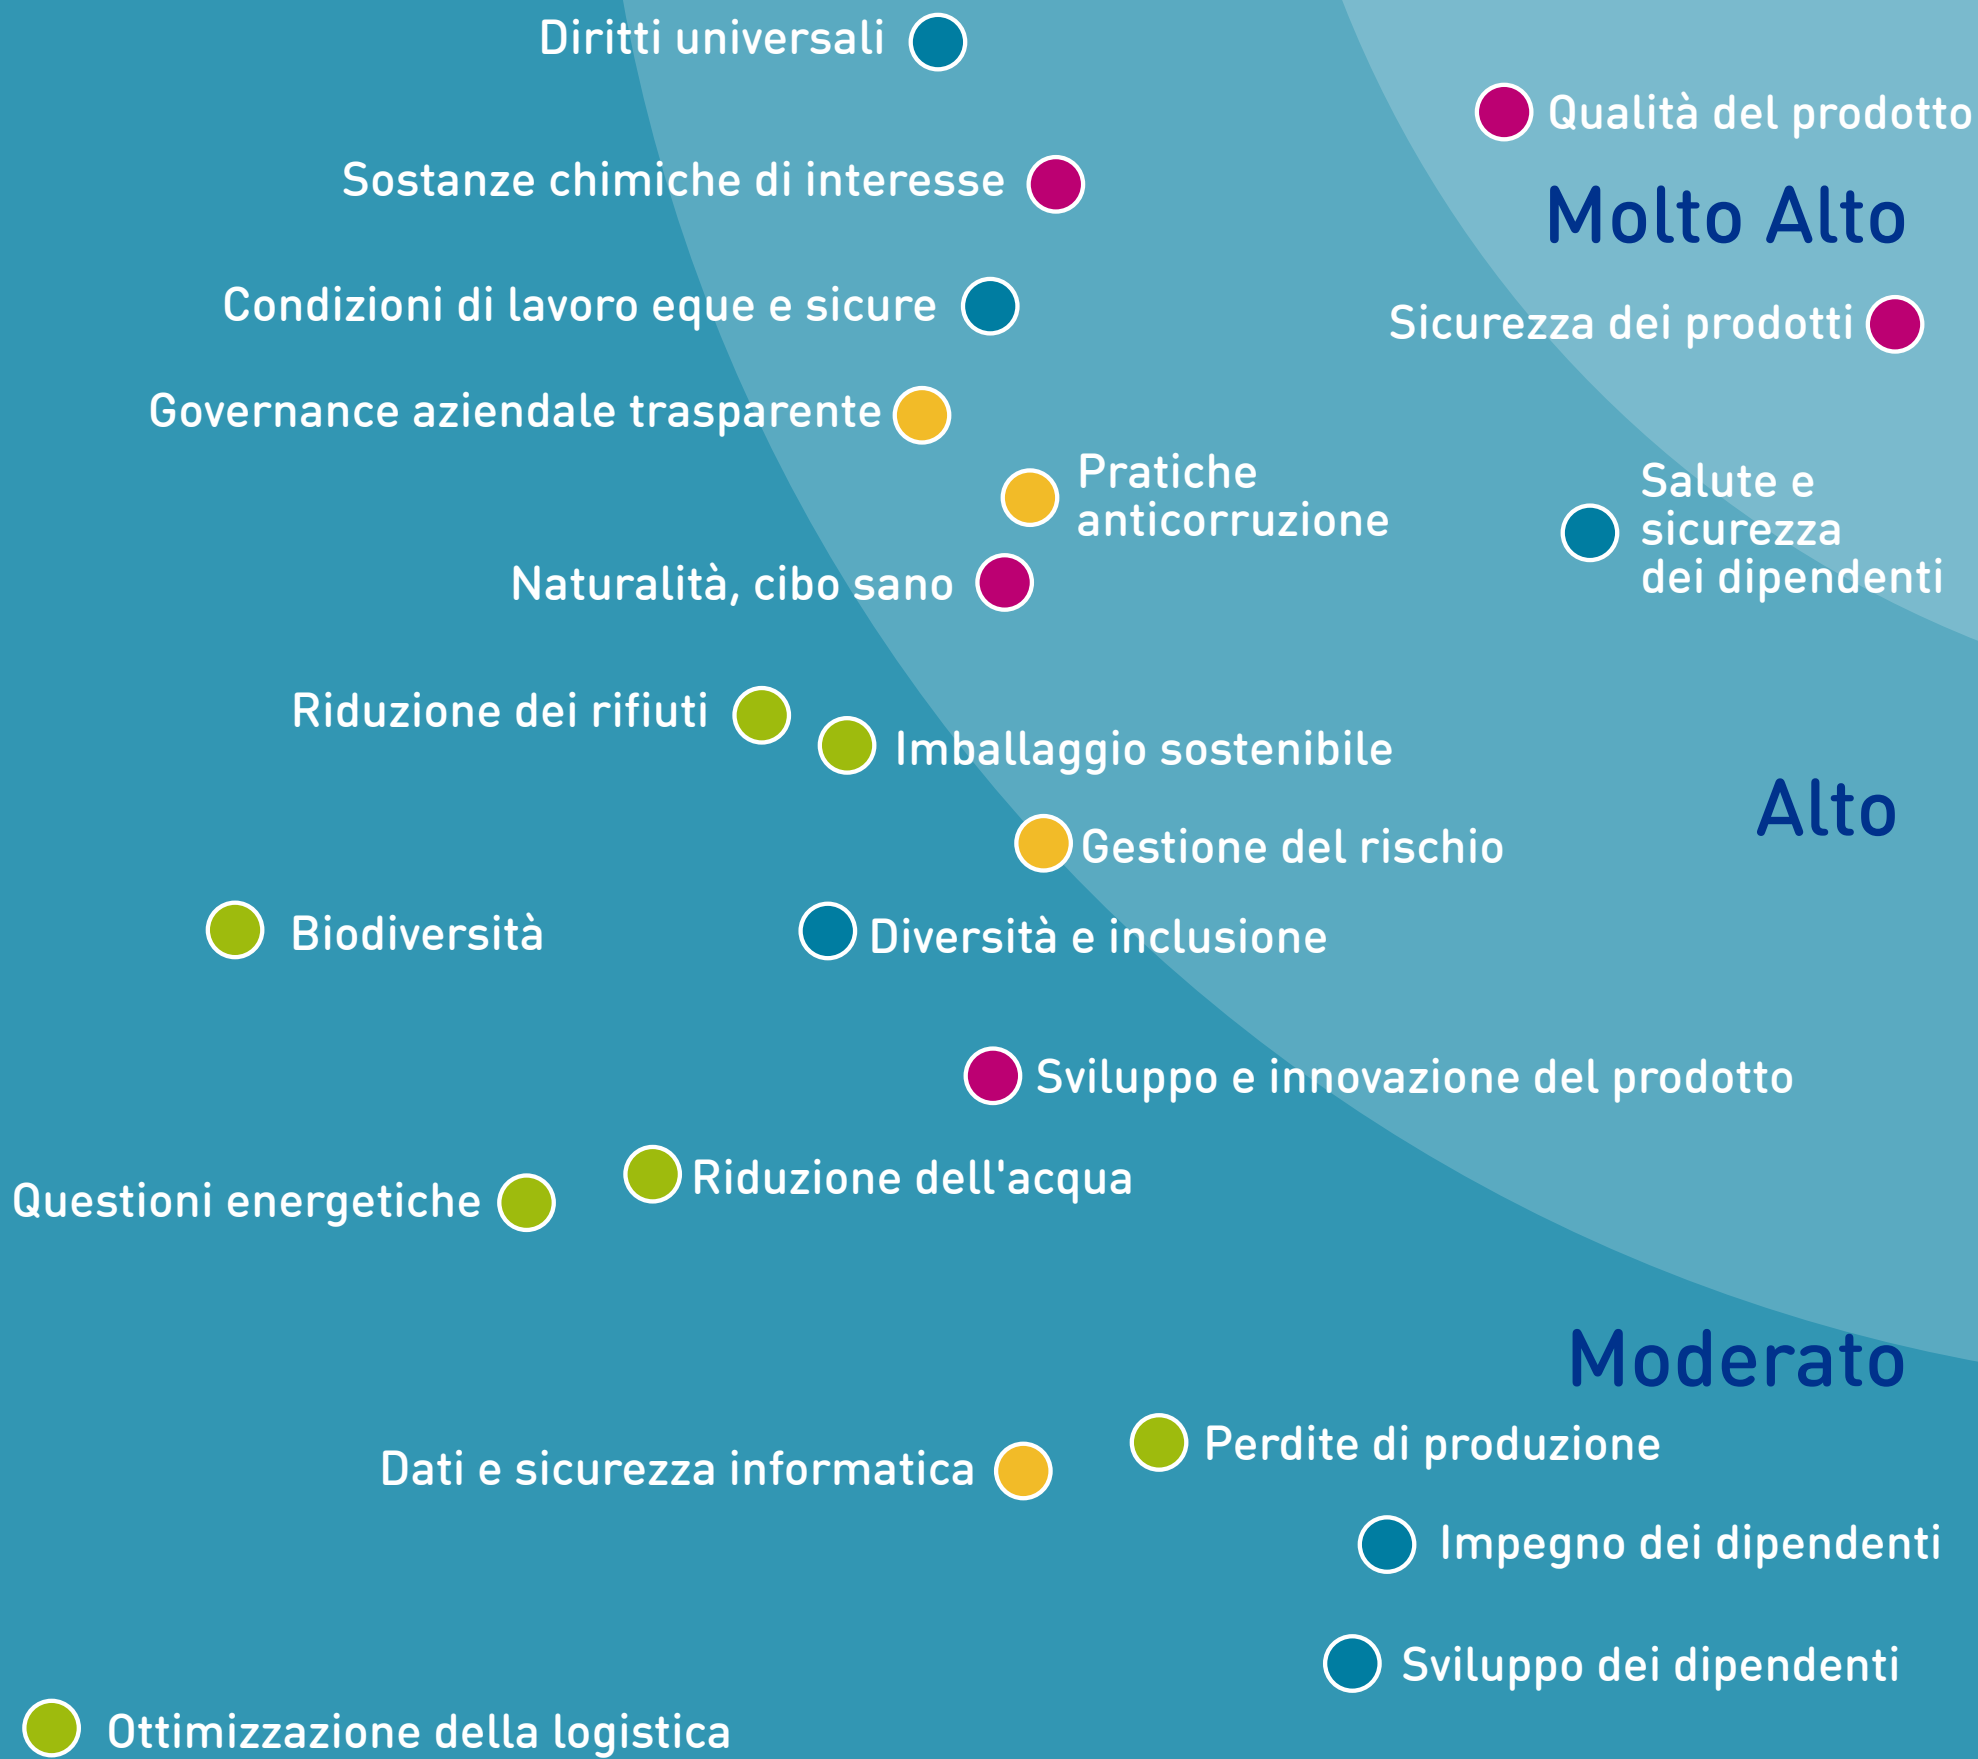 Diritti universali
Qualità del prodotto
Sostanze chimiche di interesse
Molto Alto
Condizioni di lavoro eque e sicure
Sicurezza dei prodotti
Governance aziendale trasparente
Pratiche
anticorruzione
Salute e
sicurezza
dei dipendenti
Naturalità, cibo sano
Riduzione dei rifiuti
Imballaggio sostenibile
Alto
Gestione del rischio
Biodiversità
Diversità e inclusione
Sviluppo e innovazione del prodotto
Riduzione dell'acqua
Questioni energetiche
Moderato
Perdite di produzione
Dati e sicurezza informatica
Impegno dei dipendenti
Sviluppo dei dipendenti
Ottimizzazione della logistica